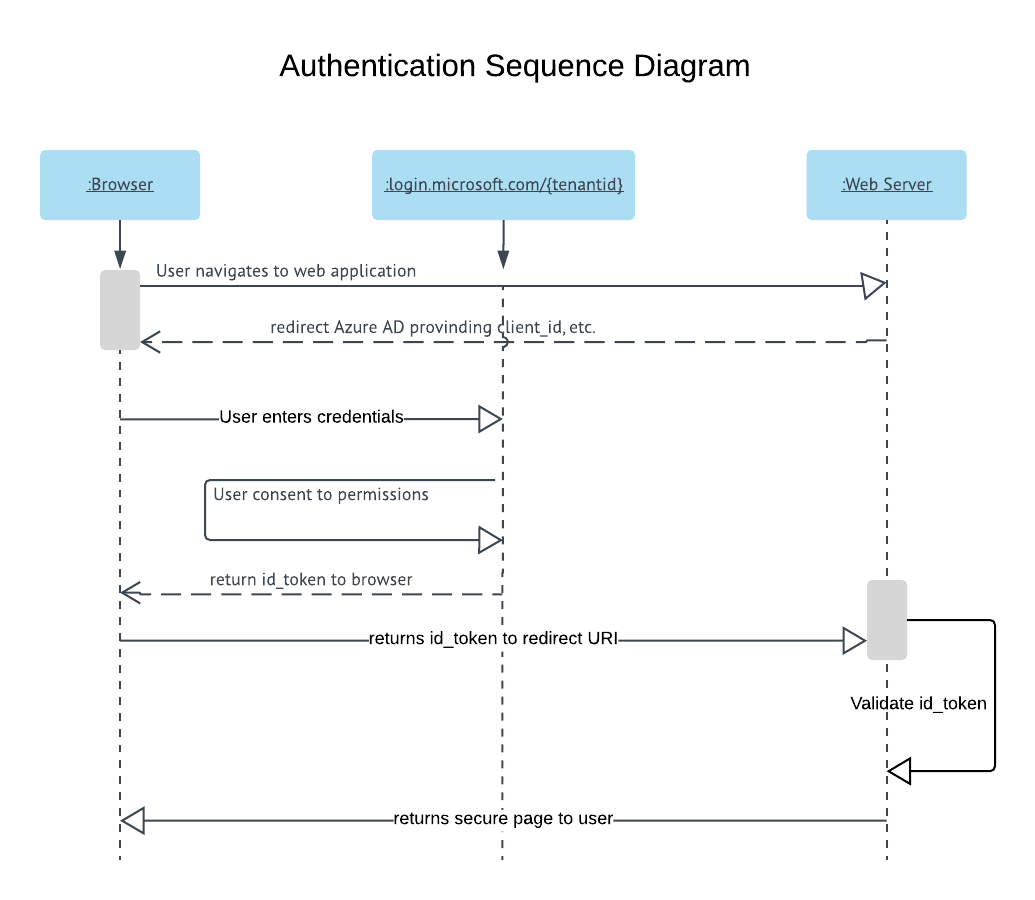 Authentication Sequence Diagram
:Browser
:login.microsoft.com/{tenantid}
:Web Server
User navigates to web application
redirect Azure AD provinding client_id, etc.
User enters credentials
User consent to permissions
return id_token to browser
returns id_token to redirect URI
Validate id_token
returns secure page to user